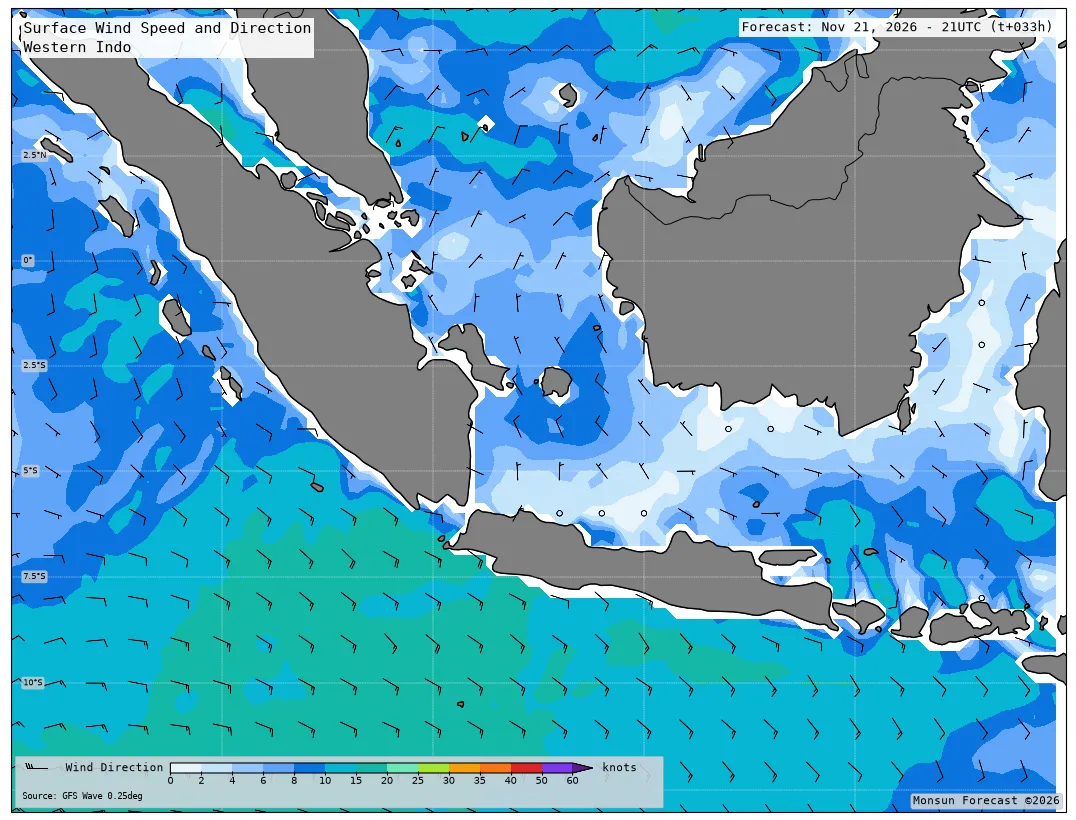 Surface Wind Speed and Direction
Western Indo
Forecast: Nov 21, 2026 - 21UTC (t+033h)
2.5°N
0°
2.5°S
5°S
7.5°S
10°S
Wind Direction
0 2 4 6 8 10 15 20 25 30 35 40 50 60
knots
Source: GFS Wave 0.25deg
Monsun Forecast ©2026